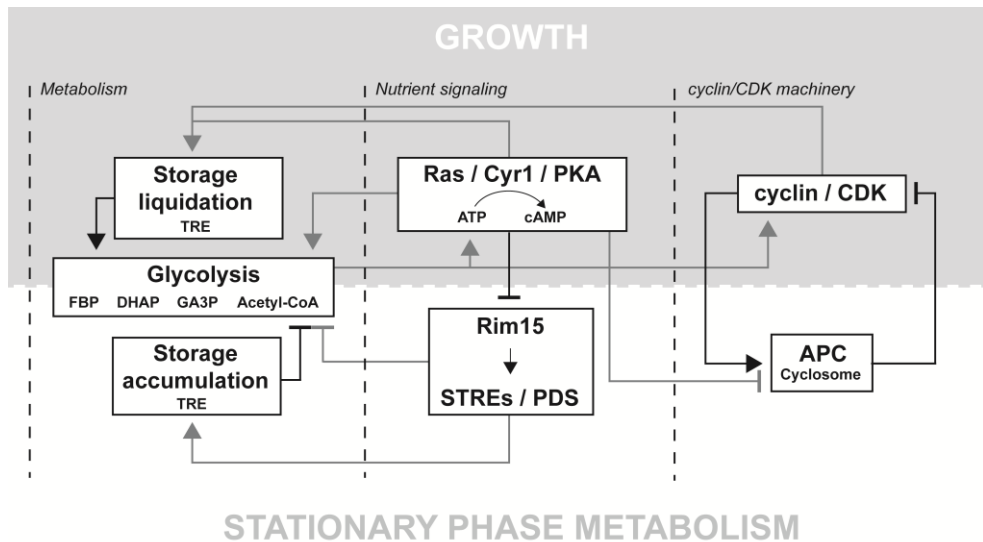 GROWTH
Metabolism
Nutrient signaling
cyclin/CDK machinery
Storage
liquidation
TRE
Ras / Cyr1 / PKA
ATP
cAMP
cyclin / CDK
Glycolysis
FBP DHAP GA3P Acetyl-CoA
Storage
accumulation
TRE
Rim15
STREs / PDS
APC
Cyclosome
STATIONARY PHASE METABOLISM